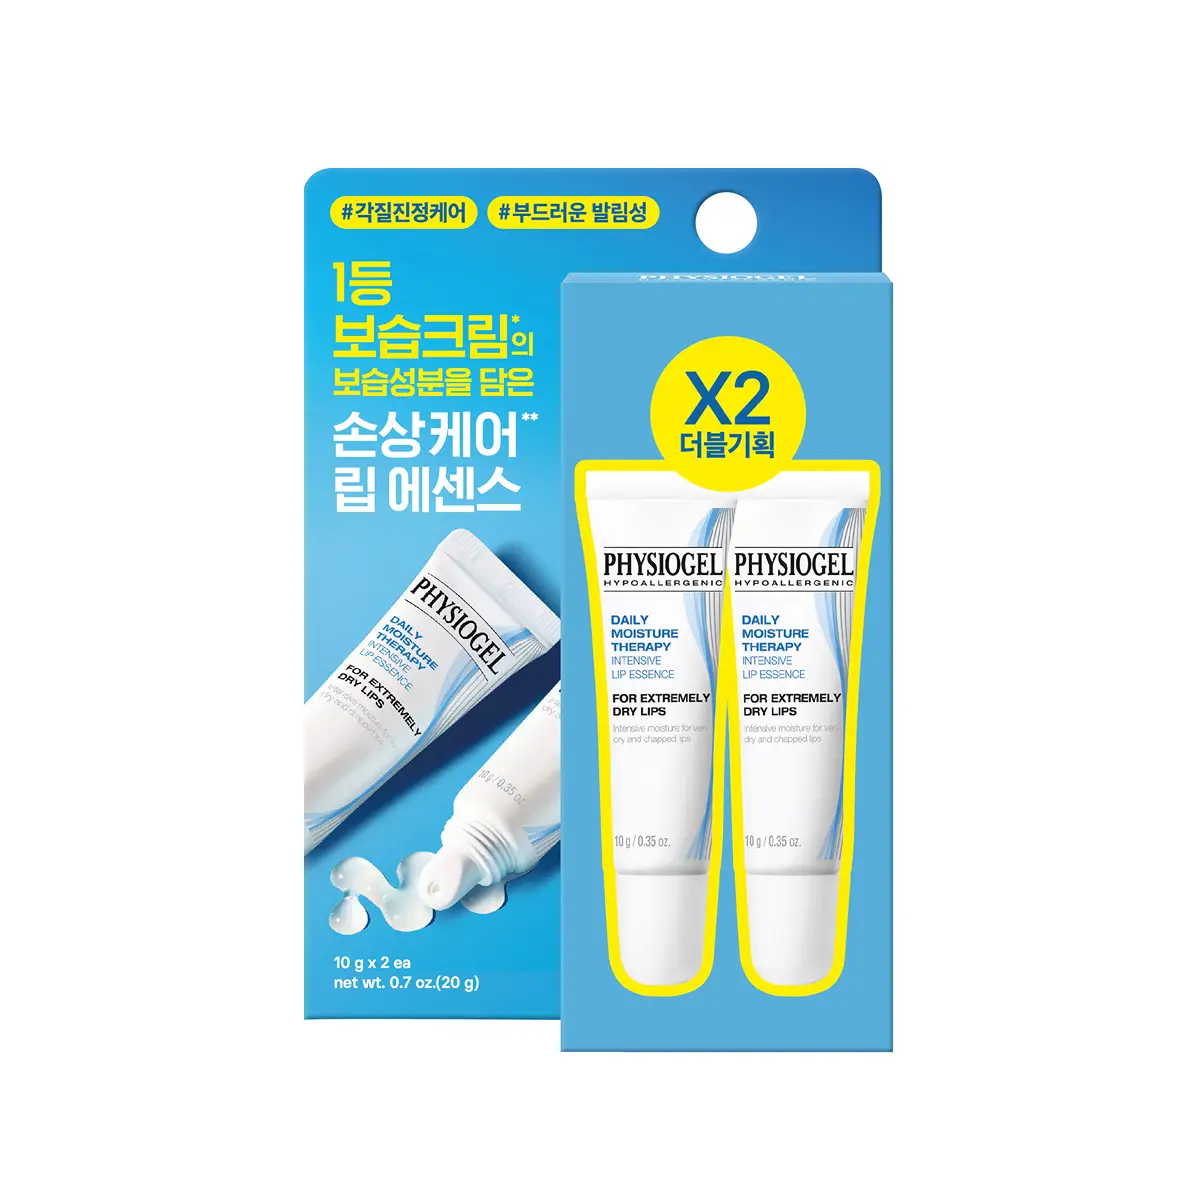 #각질진정케어
#부드러운 발림성
1등
보습크림*의
보습성분을 담은
손상케어**
립 에센스
PHYSIOGEL
DAILY
MOISTURE
THERAPY
INTENSIVE
LIP ESSENCE
FOR EXTREMELY
DRY LIPS
10 g / 0.35 oz.
10 g x 2 ea
net wt. 0.7 oz.(20 g)
PHYSIOGEL
X2
더블기획
PHYSIOGEL
HYPOALLERGENIC
DAILY
MOISTURE
THERAPY
INTENSIVE
LIP ESSENCE
FOR EXTREMELY
DRY LIPS
Intensive moisture for ver
dry and chapped lips
10 g / 0.35 oz.
PHYSIOGEL
HYPOALLERGENIC
DAILY
MOISTURE
THERAPY
INTENSIVE
LIP ESSENCE
FOR EXTREMELY
DRY LIPS
Intensive moisture for ver
dry and chapped lips
10 g / 0.35 oz.